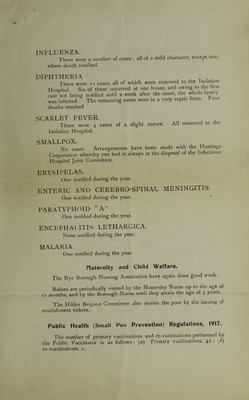 INFLUENZA.
There were a number of cases ; all of a mild character, except one,
where death resulted.
DIPHTHERIA
There were 11 cases, all of which were removed to the Isolation
Hospital. Six of these occurred at one house, and owing to the first
case not being notified until a week after the onset, the whole family
was infected. The remaining cases were in a very septic form. Four
deaths resulted
SCARLET FEVER.
There were 4 cases of a slight nature. All removed to the
Isolation Hospital.
SMALLPOX.
No cases. Arrangements have been made with the Hastings
Corporation whereby one bed is always at the disposal of the Infectious
Hospital Joint Committee.
ERYSIPELAS.
One notified during the year.
ENTERIC AND CEREBRO-SPINAL MENINGITIS
One notified during the year.
PARATYPHOID "A"
One notified during the year.
ENCEPHALITIS LETHARGICA.
None notified during the year.
MALARIA
One notified during the year.
Maternity and Child Welfare.
The Rye Borough Nursing Association have again done good work.
Babies are periodically visited by the Maternity Nurse up to the age of
12 months, and by the Borough Nurse until they attain the age of 5 years.
The Hilder Bequest Committee also assists the poor by the issuing of
nourishment tickets.
Public Health (Small Pox Prevention) Regulations, 1917.
The number of primary vaccinations and re-vaccinations performed by
the Public Vaccinator is as follows : (a) Primary vaccinations, 42 ; (b)
re-vaccinations, 1.